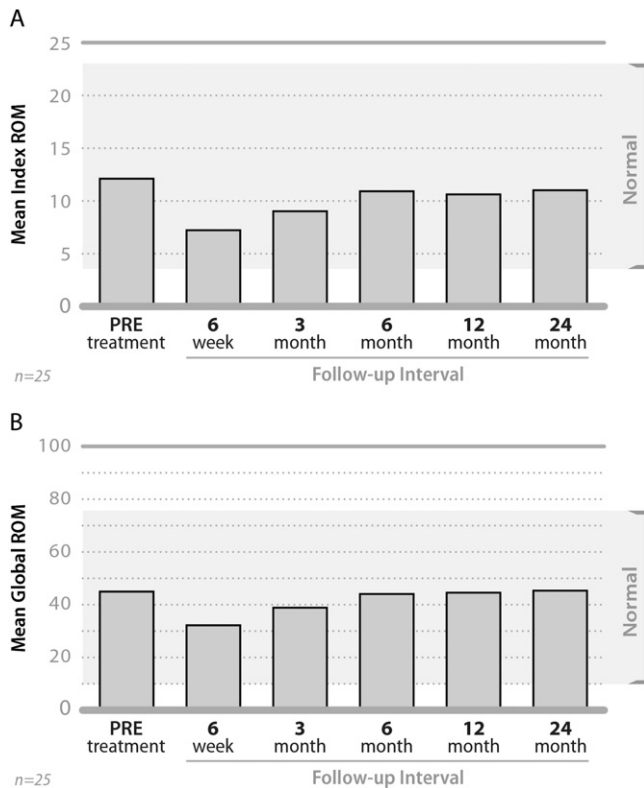 A
Mean Index ROM
25
20
15
10
5
0
Normal
PRE 6 3 6 12 24
treatment week month month month month
n=25
Follow-up Interval
B
Mean Global ROM
100
80
60
40
20
0
Normal
PRE 6 3 6 12 24
treatment week month month month month
n=25
Follow-up Interval